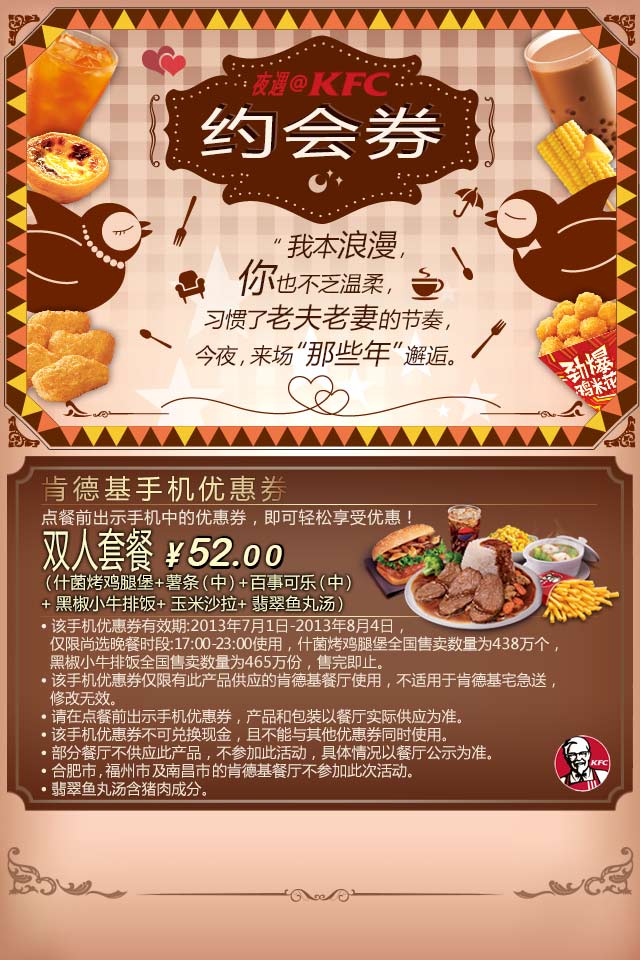 夜遇@KFC
约会券
“我本浪漫,
你也不乏温柔,
习惯了老夫老妻的节奏,
今夜,来场“那些年”邂逅。
劲爆
鸡米花
肯德基手机优惠券
点餐前出示手机中的优惠券，即可轻松享受优惠！
双人套餐 ¥52.00
（什菌烤鸡腿堡+薯条（中）+百事可乐（中）
+ 黑椒小牛排饭+ 玉米沙拉+ 翡翠鱼丸汤）
• 该手机优惠券有效期:2013年7月1日-2013年8月4日，
仅限尚选晚餐时段:17:00-23:00使用，什菌烤鸡腿堡全国售卖数量为438万个，
黑椒小牛排饭全国售卖数量为465万份，售完即止。
• 该手机优惠券仅限有此产品供应的肯德基餐厅使用，不适用于肯德基宅急送，
修改无效。
• 请在点餐前出示手机优惠券，产品和包装以餐厅实际供应为准。
• 该手机优惠券不可兑换现金，且不能与其他优惠券同时使用。
• 部分餐厅不供应此产品，不参加此活动，具体情况以餐厅公示为准。
• 合肥市,福州市及南昌市的肯德基餐厅不参加此次活动。
• 翡翠鱼丸汤含猪肉成分。
KFC